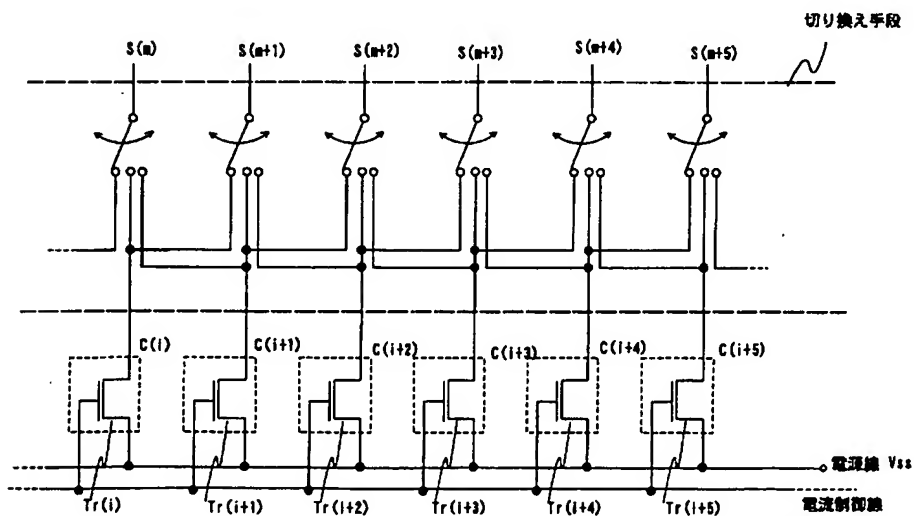 切り換え手段
S(m) S(m+1) S(m+2) S(m+3) S(m+4) S(m+5)
C(i) C(i+1) C(i+2) C(i+3) C(i+4) C(i+5)
電源線 Vss
Tr(i) Tr(i+1) Tr(i+2) Tr(i+3) Tr(i+4) Tr(i+5) 電流制御線